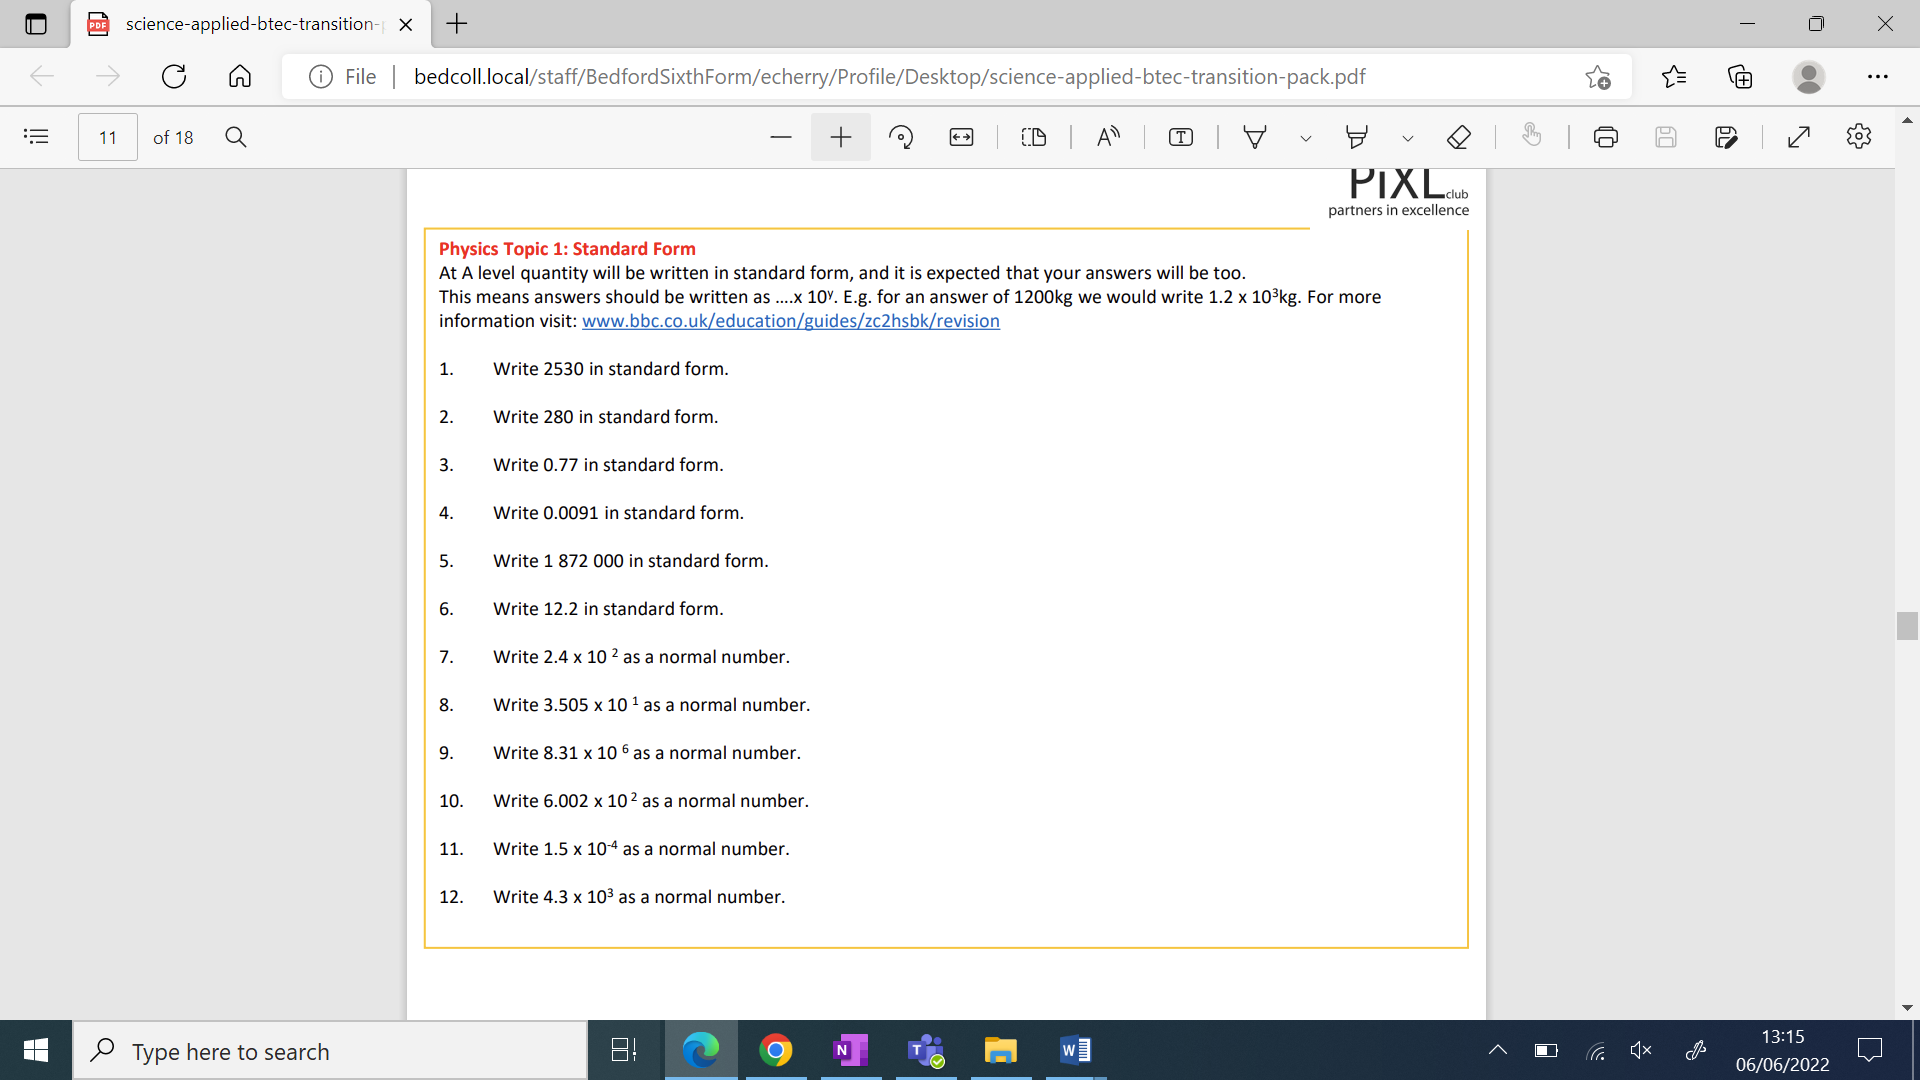 science-applied-btec-transition-p
File
bedcoll.local/staff/BedfordSixthForm/echerry/Profile/Desktop/science-applied-btec-transition-pack.pdf
11 of 18
PiXL club
partners in excellence
Physics Topic 1: Standard Form
At A level quantity will be written in standard form, and it is expected that your answers will be too.
This means answers should be written as ....x 10ʸ. E.g. for an answer of 1200kg we would write 1.2 x 10³kg. For more
information visit: www.bbc.co.uk/education/guides/zc2hsbk/revision
1. Write 2530 in standard form.
2. Write 280 in standard form.
3. Write 0.77 in standard form.
4. Write 0.0091 in standard form.
5. Write 1 872 000 in standard form.
6. Write 12.2 in standard form.
7. Write 2.4 x 10 ² as a normal number.
8. Write 3.505 x 10 ¹ as a normal number.
9. Write 8.31 x 10 ⁶ as a normal number.
10. Write 6.002 x 10 ² as a normal number.
11. Write 1.5 x 10⁻⁴ as a normal number.
12. Write 4.3 x 10³ as a normal number.
Type here to search
13:15
06/06/2022